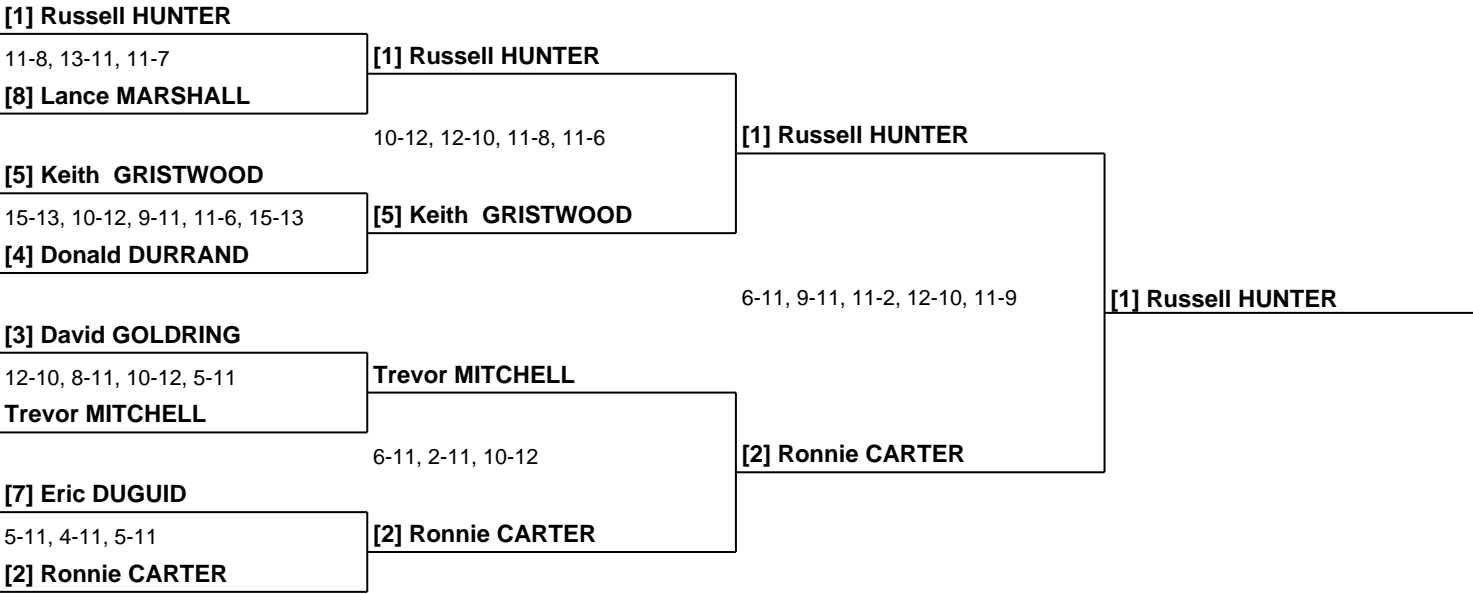 [1] Russell HUNTER
11-8, 13-11, 11-7
[8] Lance MARSHALL
[5] Keith  GRISTWOOD
15-13, 10-12, 9-11, 11-6, 15-13
[4] Donald DURRAND
[3] David GOLDRING
12-10, 8-11, 10-12, 5-11
Trevor MITCHELL
[7] Eric DUGUID
5-11, 4-11, 5-11
[2] Ronnie CARTER
[1] Russell HUNTER
10-12, 12-10, 11-8, 11-6
[5] Keith  GRISTWOOD
Trevor MITCHELL
6-11, 2-11, 10-12
[2] Ronnie CARTER
[1] Russell HUNTER
6-11, 9-11, 11-2, 12-10, 11-9
[2] Ronnie CARTER
[1] Russell HUNTER